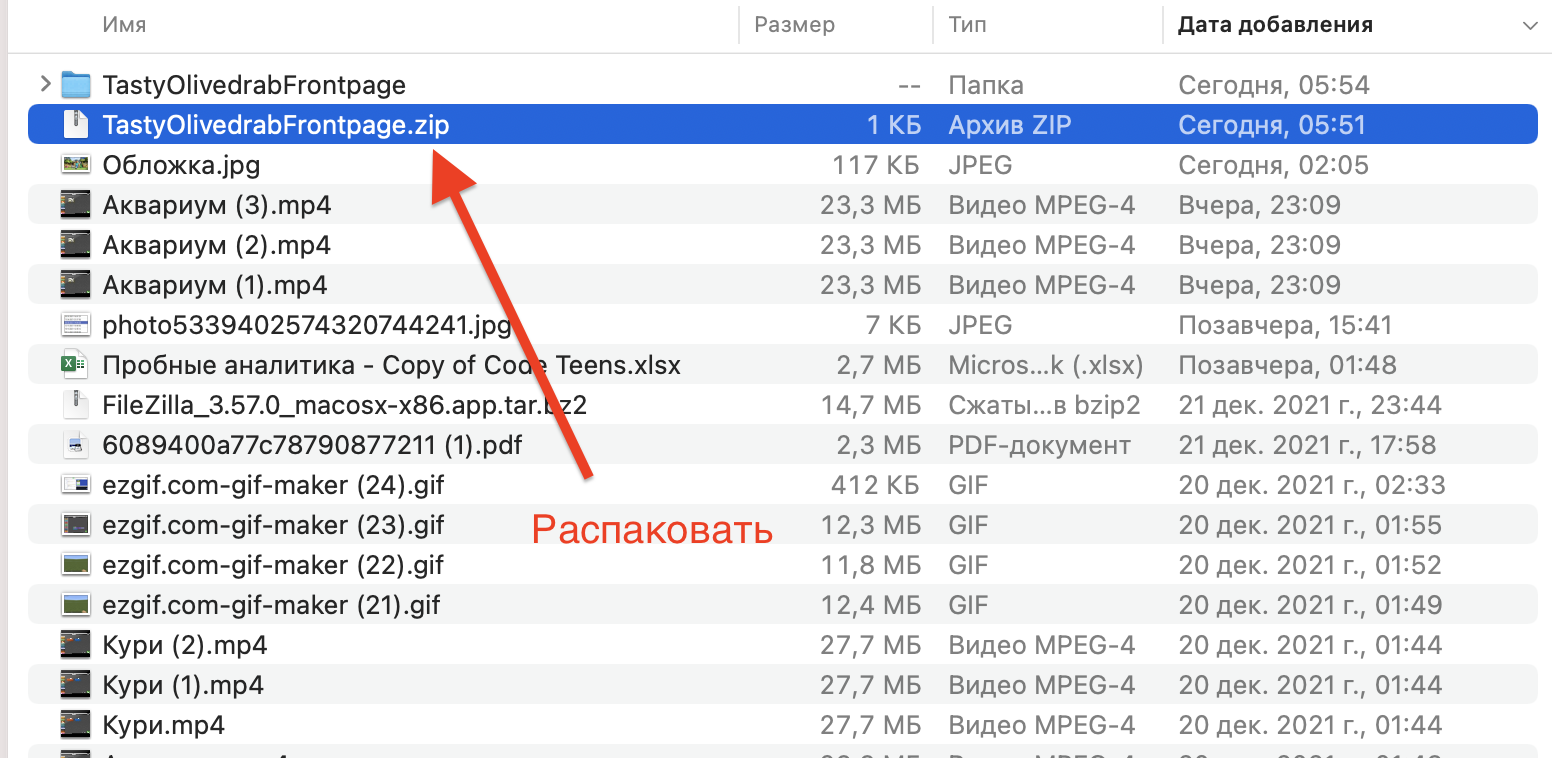 Имя Размер Тип Дата добавления
TastyOlivedrabFrontpage -- Папка Сегодня, 05:54
TastyOlivedrabFrontpage.zip 1 КБ Архив ZIP Сегодня, 05:51
Обложка.jpg 117 КБ JPEG Сегодня, 02:05
Аквариум (3).mp4 23,3 МБ Видео MPEG-4 Вчера, 23:09
Аквариум (2).mp4 23,3 МБ Видео MPEG-4 Вчера, 23:09
Аквариум (1).mp4 23,3 МБ Видео MPEG-4 Вчера, 23:09
photo5339402574320744241.jpg 7 КБ JPEG Позавчера, 15:41
Пробные аналитика - Copy of Code Teens.xlsx 2,7 МБ Micros...k (.xlsx) Позавчера, 01:48
FileZilla_3.57.0_macosx-x86.app.tar.bz2 14,7 МБ Сжаты...в bzip2 21 дек. 2021 г., 23:44
6089400a77c78790877211 (1).pdf 2,3 МБ PDF-документ 21 дек. 2021 г., 17:58
ezgif.com-gif-maker (24).gif 412 КБ GIF 20 дек. 2021 г., 02:33
ezgif.com-gif-maker (23).gif 12,3 МБ GIF 20 дек. 2021 г., 01:55
Распаковать
ezgif.com-gif-maker (22).gif 11,8 МБ GIF 20 дек. 2021 г., 01:52
ezgif.com-gif-maker (21).gif 12,4 МБ GIF 20 дек. 2021 г., 01:49
Кури (2).mp4 27,7 МБ Видео MPEG-4 20 дек. 2021 г., 01:44
Кури (1).mp4 27,7 МБ Видео MPEG-4 20 дек. 2021 г., 01:44
Кури.mp4 27,7 МБ Видео MPEG-4 20 дек. 2021 г., 01:44